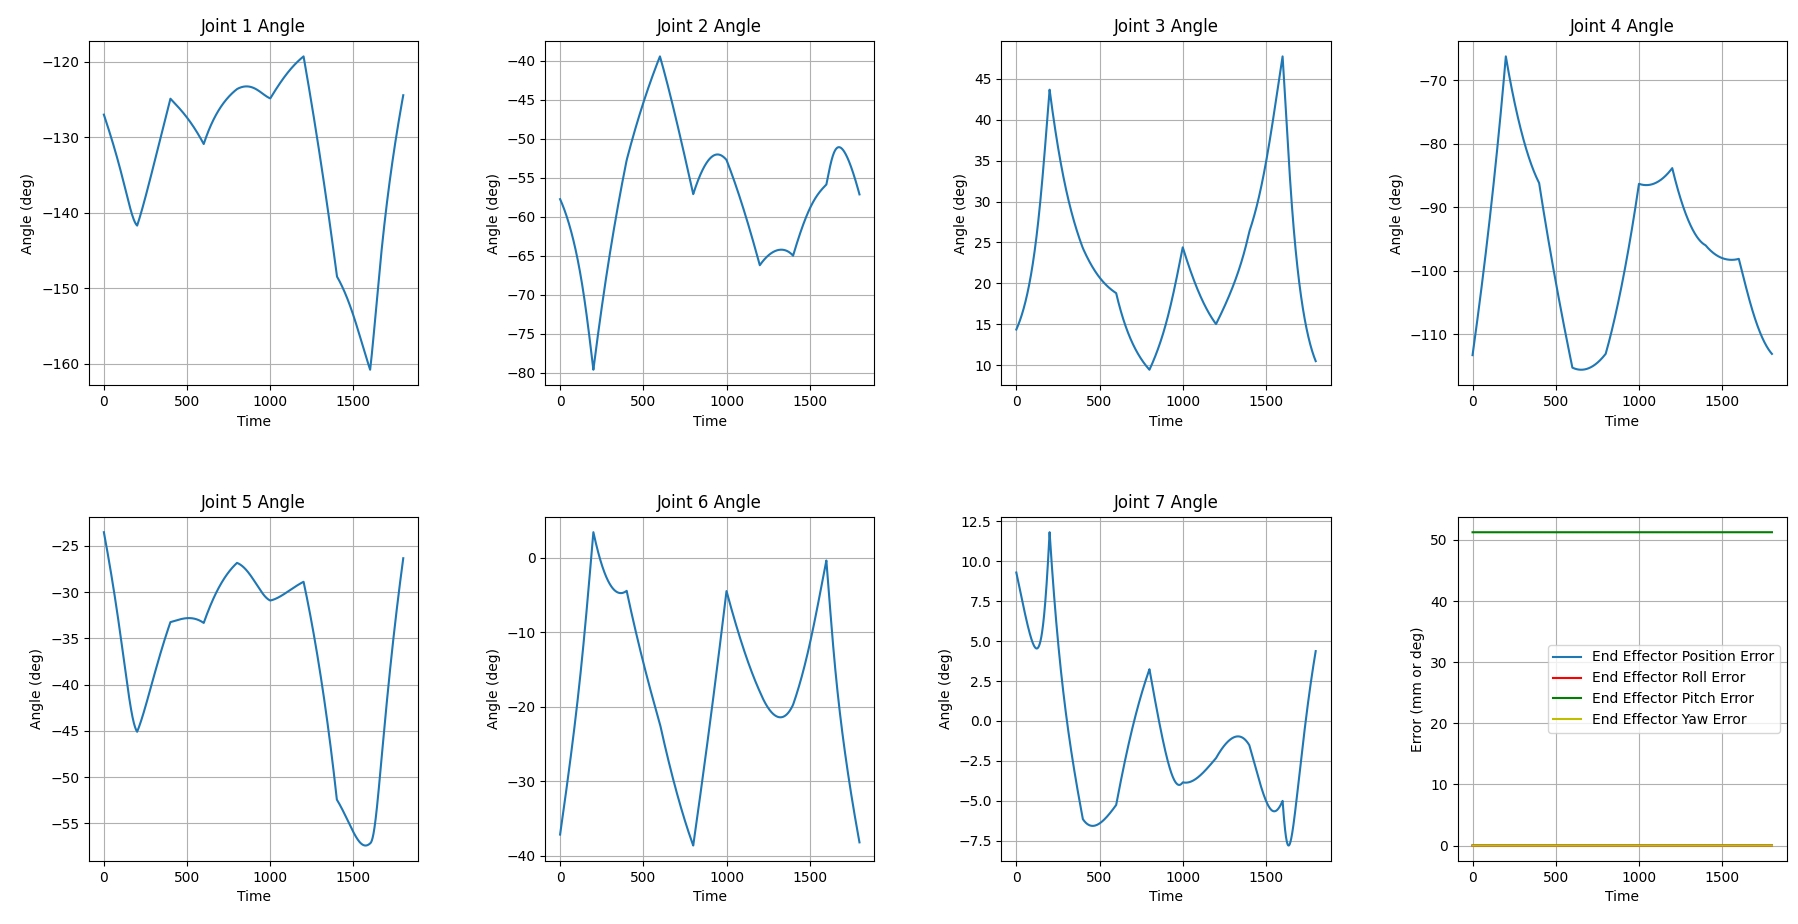 Joint 1 Angle
Angle (deg)
−120
−130
−140
−150
−160
0 500 1000 1500
Time
Joint 2 Angle
Angle (deg)
−40
−45
−50
−55
−60
−65
−70
−75
−80
0 500 1000 1500
Time
Joint 3 Angle
Angle (deg)
45
40
35
30
25
20
15
10
0 500 1000 1500
Time
Joint 4 Angle
Angle (deg)
−70
−80
−90
−100
−110
0 500 1000 1500
Time
Joint 5 Angle
Angle (deg)
−25
−30
−35
−40
−45
−50
−55
0 500 1000 1500
Time
Joint 6 Angle
Angle (deg)
0
−10
−20
−30
−40
0 500 1000 1500
Time
Joint 7 Angle
Angle (deg)
12.5
10.0
7.5
5.0
2.5
0.0
−2.5
−5.0
−7.5
0 500 1000 1500
Time
Error (mm or deg)
50
40
30
20
10
0
End Effector Position Error
End Effector Roll Error
End Effector Pitch Error
End Effector Yaw Error
0 500 1000 1500
Time